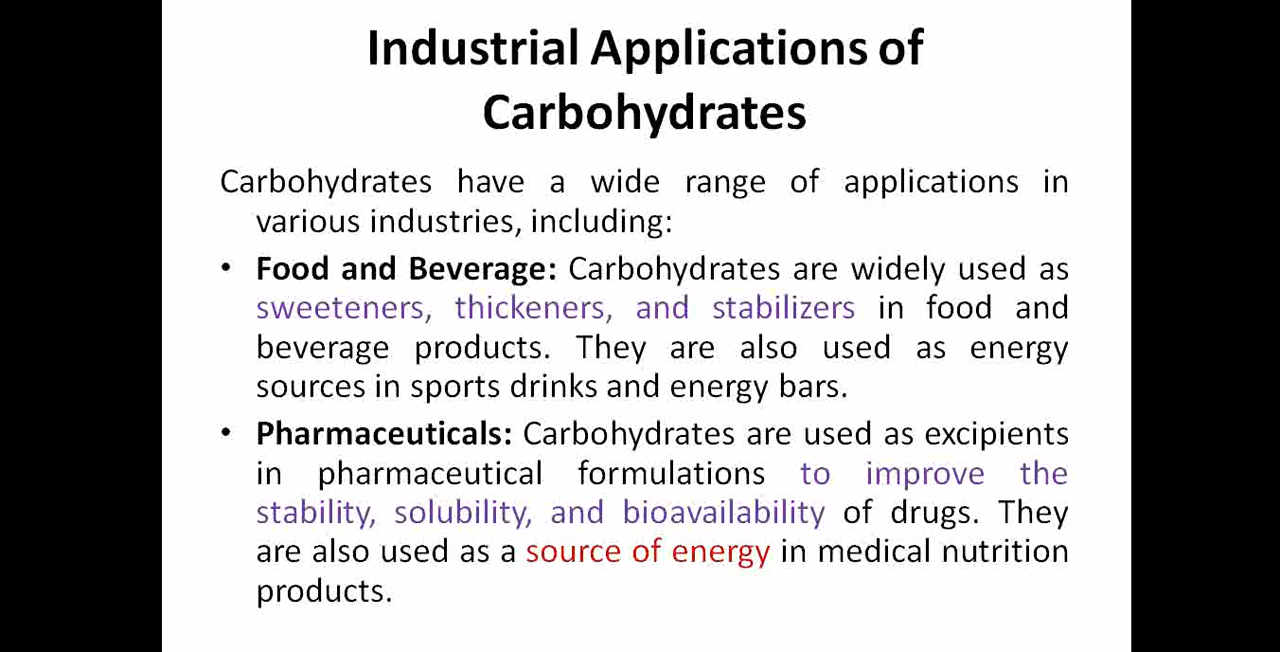 Industrial Applications of
Carbohydrates
Carbohydrates have a wide range of applications in
various industries, including:
• Food and Beverage: Carbohydrates are widely used as
sweeteners, thickeners, and stabilizers in food and
beverage products. They are also used as energy
sources in sports drinks and energy bars.
• Pharmaceuticals: Carbohydrates are used as excipients
in pharmaceutical formulations to improve the
stability, solubility, and bioavailability of drugs. They
are also used as a source of energy in medical nutrition
products.